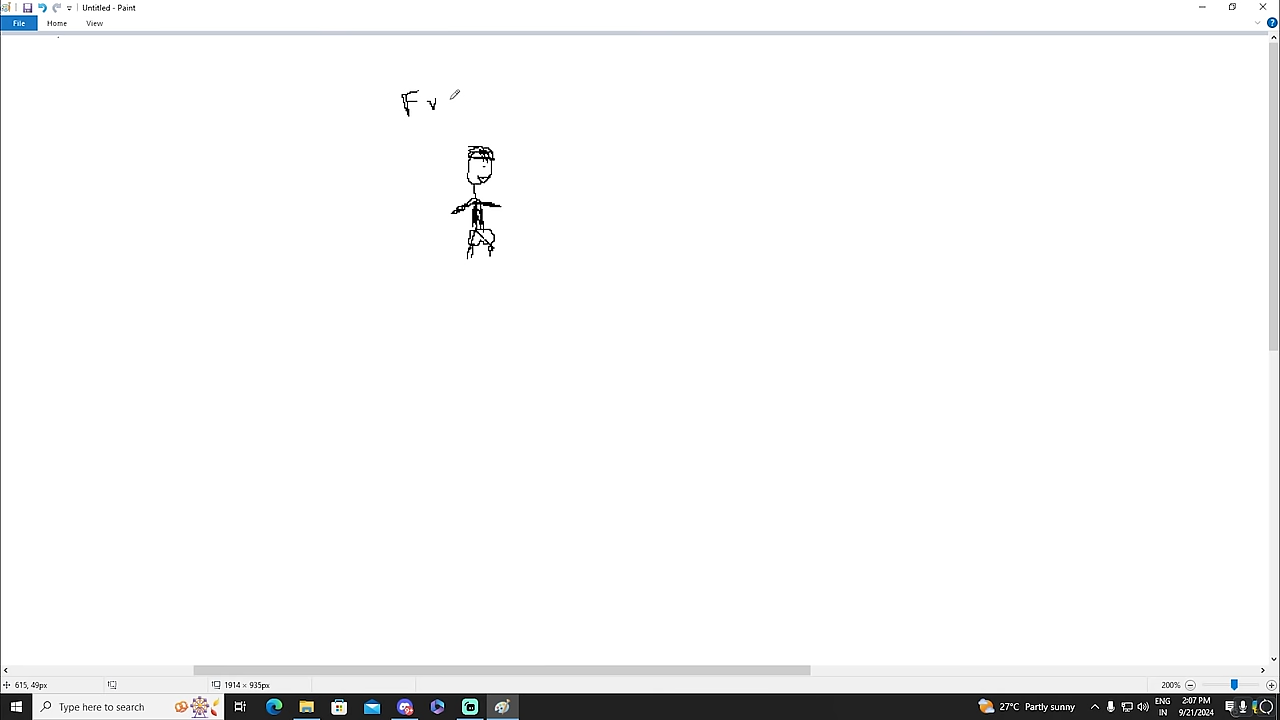 Untitled - Paint
File Home View
F v
615, 49px 1914 × 935px 200%
Type here to search 27°C Partly sunny ENG 2:07 PM
IN 9/21/2024